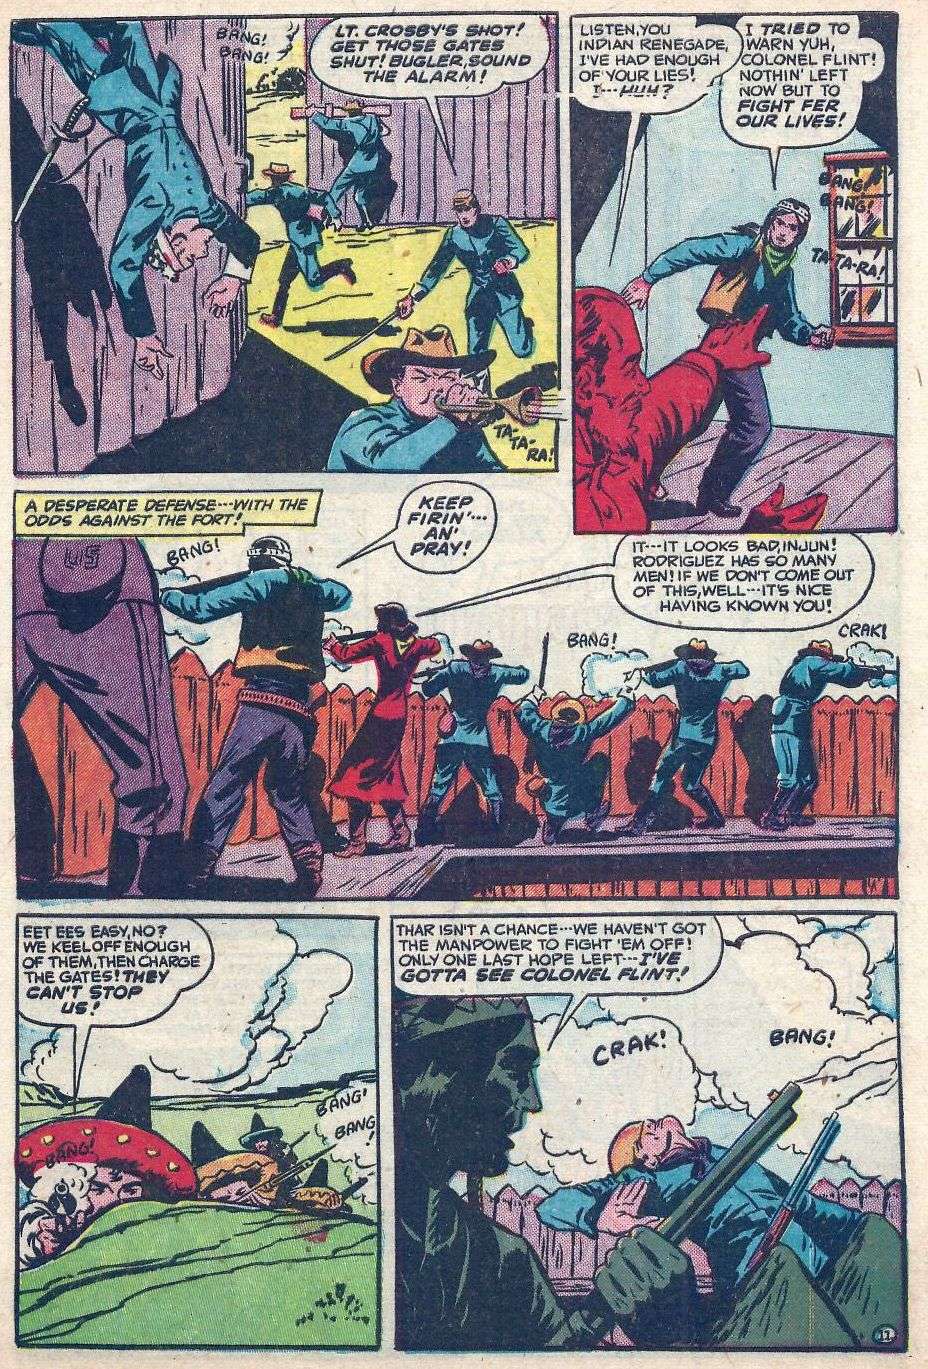 BANG!
BANG!
LT. CROSBY'S SHOT!
GET THOSE GATES
SHUT! BUGLER, SOUND
THE ALARM!
TA-
TA-
RA!
LISTEN, YOU
INDIAN RENEGADE,
I'VE HAD ENOUGH
OF YOUR LIES!
I---HUH?
I TRIED TO
WARN YUH,
COLONEL FLINT!
NOTHIN' LEFT
NOW BUT TO
FIGHT FER
OUR LIVES!
BANG!
BANG!
TA-TA-RA!
A DESPERATE DEFENSE---WITH THE
ODDS AGAINST THE FORT!
US
BANG!
KEEP
FIRIN'---
AN'
PRAY!
IT---IT LOOKS BAD, INJUN!
RODRIGUEZ HAS SO MANY
MEN! IF WE DON'T COME OUT
OF THIS, WELL---IT'S NICE
HAVING KNOWN YOU!
BANG!
CRAK!
EET EES EASY, NO?
WE KEEL OFF ENOUGH
OF THEM, THEN CHARGE
THE GATES! THEY
CAN'T STOP
US!
BANG!
BANG!
BANG!
THAR ISN'T A CHANCE---WE HAVEN'T GOT
THE MANPOWER TO FIGHT 'EM OFF!
ONLY ONE LAST HOPE LEFT---I'VE
GOTTA SEE COLONEL FLINT!
CRAK!
BANG!
11